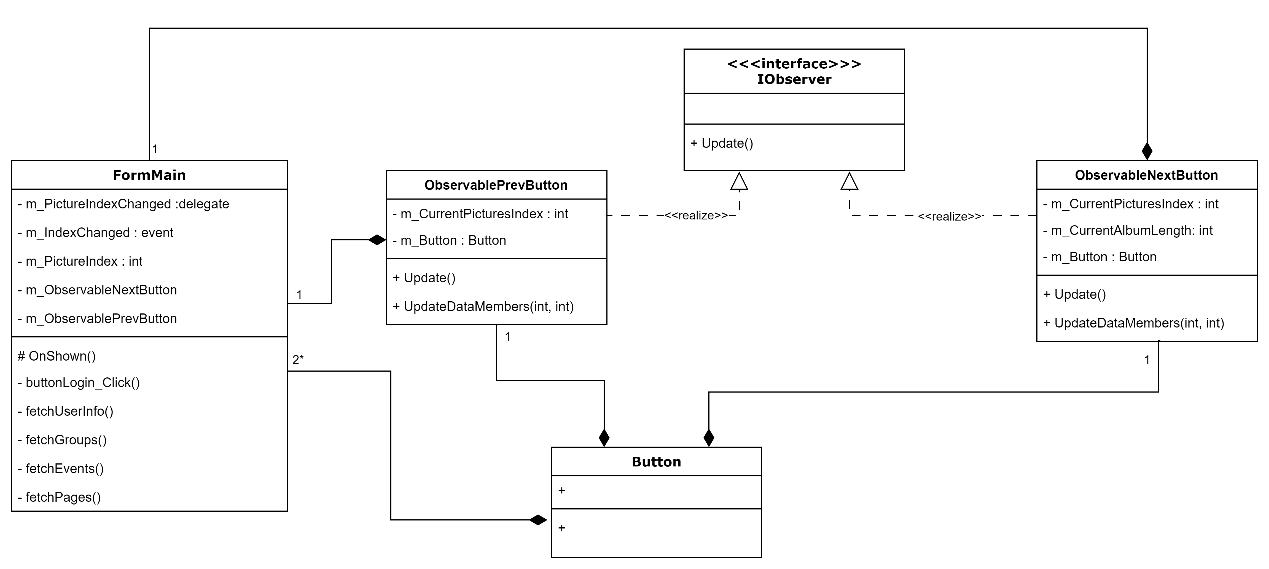 <<<interface>>>
IObserver
+ Update()
1
FormMain
- m_PictureIndexChanged :delegate
- m_IndexChanged : event
- m_PictureIndex : int
- m_ObservableNextButton
- m_ObservablePrevButton
# OnShown()
- buttonLogin_Click()
- fetchUserInfo()
- fetchGroups()
- fetchEvents()
- fetchPages()
1
2*
ObservablePrevButton
- m_CurrentPicturesIndex : int
- m_Button : Button
+ Update()
+ UpdateDataMembers(int, int)
1
<<realize>>
<<realize>>
ObservableNextButton
- m_CurrentPicturesIndex : int
- m_CurrentAlbumLength: int
- m_Button : Button
+ Update()
+ UpdateDataMembers(int, int)
1
Button
+
+